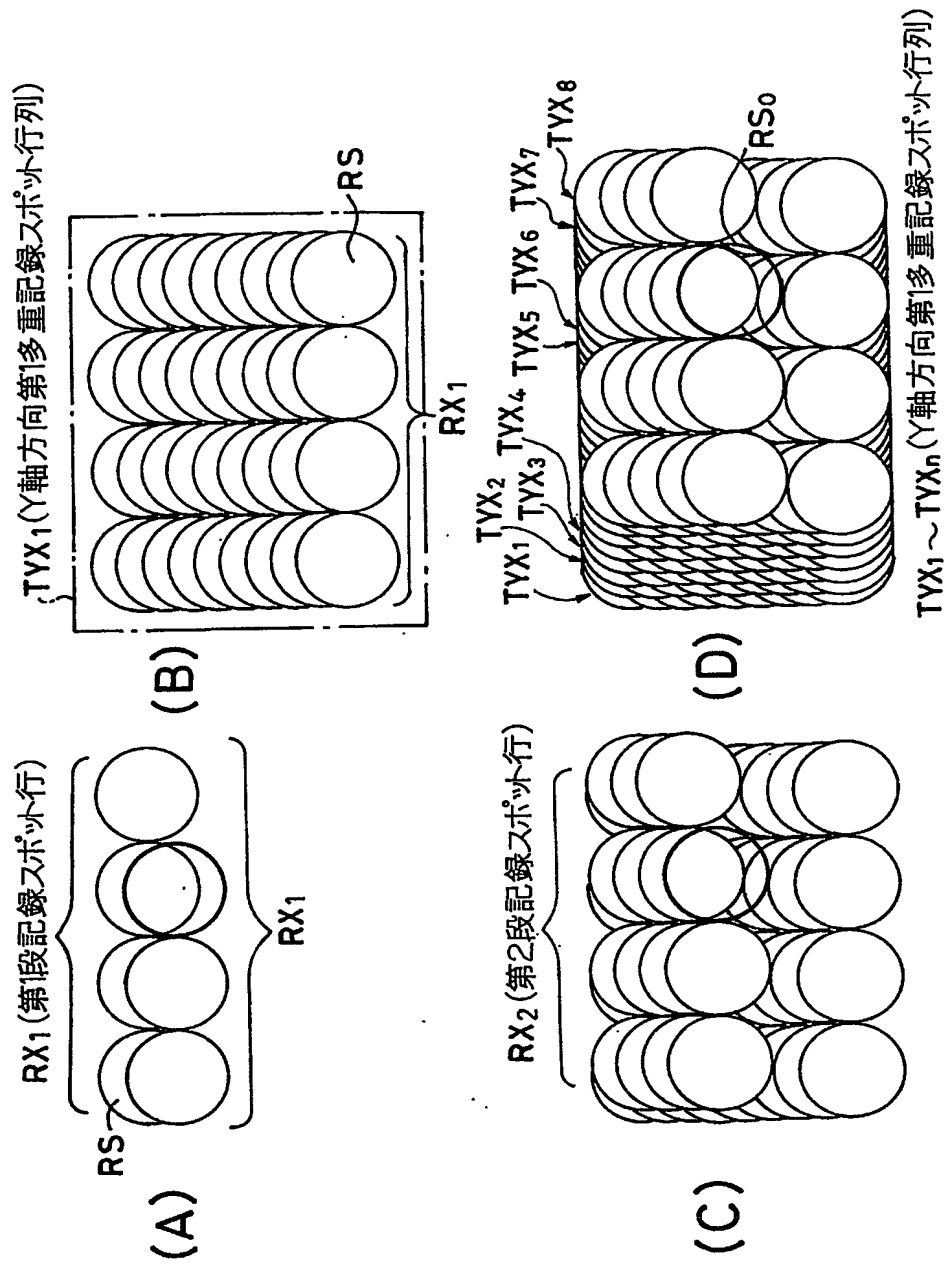 (A)
RX₁ (第1段記録スポット行)
RS
RX₁
(B)
TYX₁ (Y軸方向第1多重記録スポット行列)
RS
RX₁
(C)
RX₂ (第2段記録スポット行)
(D)
TYX₁
TYX₂
TYX₃
TYX₄
TYX₅
TYX₆
TYX₇
TYX₈
RS₀
TYX₁～TYXₙ (Y軸方向第1多重記録スポット行列)